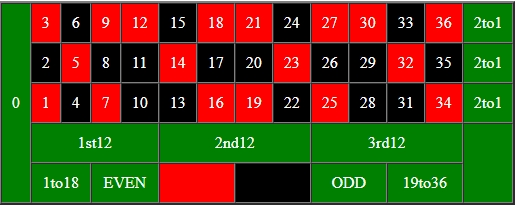 3 6 9 12 15 18 21 24 27 30 33 36 2to1
2 5 8 11 14 17 20 23 26 29 32 35 2to1
0 1 4 7 10 13 16 19 22 25 28 31 34 2to1
1st12 2nd12 3rd12
1to18 EVEN ODD 19to36